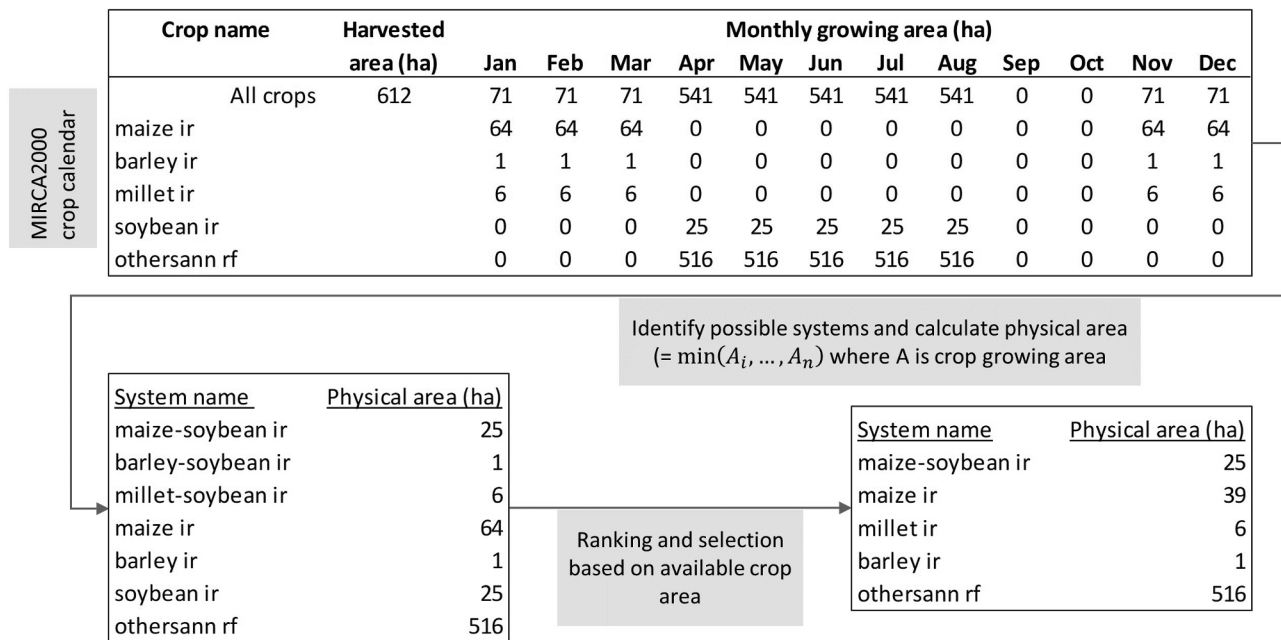 Crop name Harvested Monthly growing area (ha)
area (ha) Jan Feb Mar Apr May Jun Jul Aug Sep Oct Nov Dec
All crops 612 71 71 71 541 541 541 541 541 0 0 71 71
maize ir 64 64 64 0 0 0 0 0 0 0 64 64
barley ir 1 1 1 0 0 0 0 0 0 0 1 1
millet ir 6 6 6 0 0 0 0 0 0 0 6 6
soybean ir 0 0 0 25 25 25 25 25 0 0 0 0
othersann rf 0 0 0 516 516 516 516 516 0 0 0 0
MIRCA2000
crop calendar
Identify possible systems and calculate physical area
(= min(A_i, ... , A_n) where A is crop growing area
System name Physical area (ha)
maize-soybean ir 25
barley-soybean ir 1
millet-soybean ir 6
maize ir 64
barley ir 1
soybean ir 25
othersann rf 516
Ranking and selection
based on available crop
area
System name Physical area (ha)
maize-soybean ir 25
maize ir 39
millet ir 6
barley ir 1
othersann rf 516